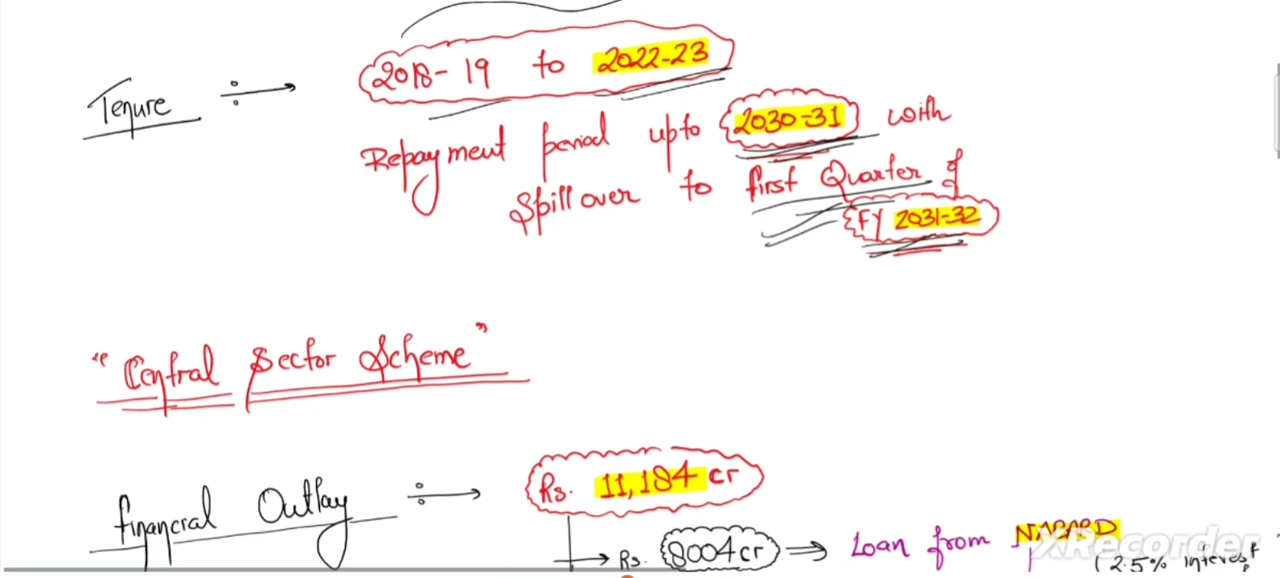 Tenure ÷→ 2018-19 to 2022-23
Repayment period upto 2030-31 with
Spill over to first Quarter of
FY 2031-32
"Central Sector Scheme"
Financial Outlay ÷→ Rs. 11,184 cr
→ Rs. 8004 cr ⇒ Loan from NABARD
(2.5% interest
XRecorder